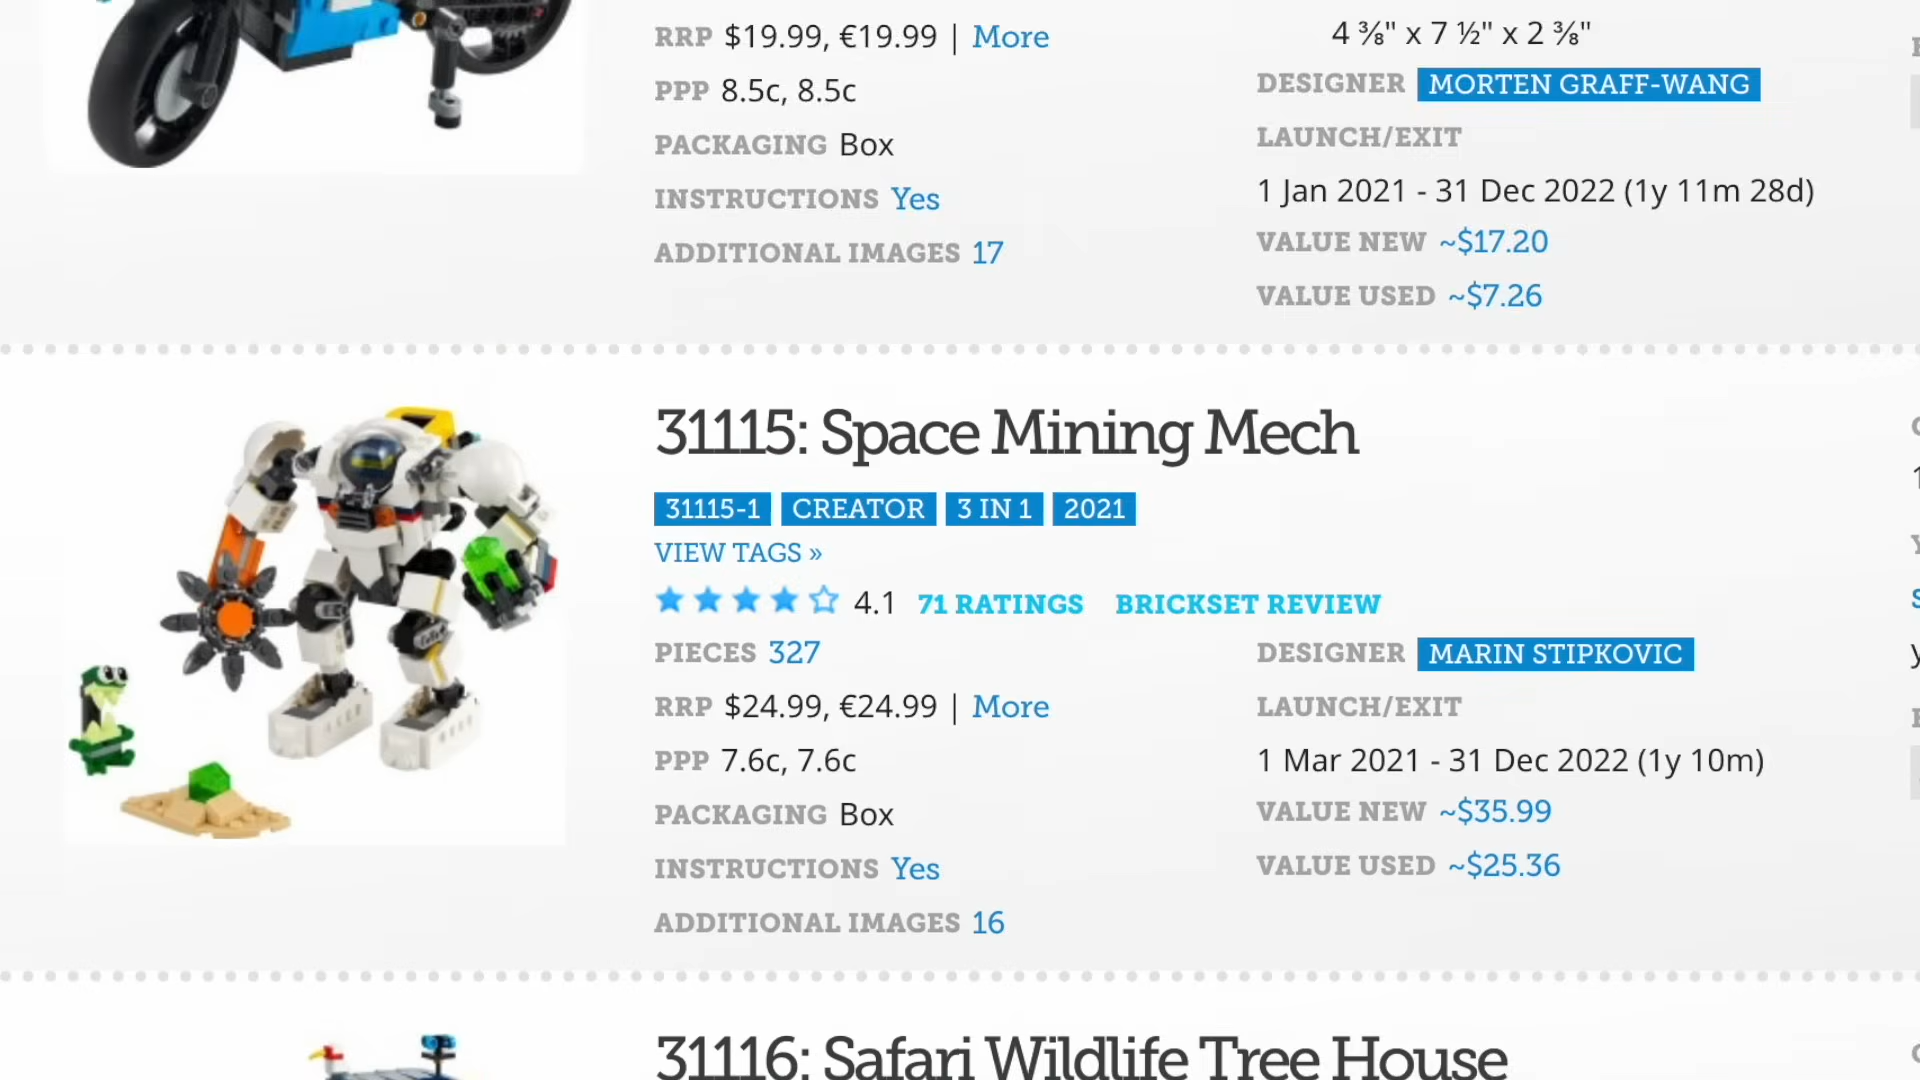 RRP $19.99, €19.99 | More
PPP 8.5c, 8.5c
PACKAGING Box
INSTRUCTIONS Yes
ADDITIONAL IMAGES 17
4 ⅜" x 7 ½" x 2 ⅜"
DESIGNER MORTEN GRAFF-WANG
LAUNCH/EXIT
1 Jan 2021 - 31 Dec 2022 (1y 11m 28d)
VALUE NEW ~$17.20
VALUE USED ~$7.26
31115: Space Mining Mech
31115-1 CREATOR 3 IN 1 2021
VIEW TAGS »
4.1 71 RATINGS BRICKSET REVIEW
PIECES 327
RRP $24.99, €24.99 | More
PPP 7.6c, 7.6c
PACKAGING Box
INSTRUCTIONS Yes
ADDITIONAL IMAGES 16
DESIGNER MARIN STIPKOVIC
LAUNCH/EXIT
1 Mar 2021 - 31 Dec 2022 (1y 10m)
VALUE NEW ~$35.99
VALUE USED ~$25.36
31116: Safari Wildlife Tree House